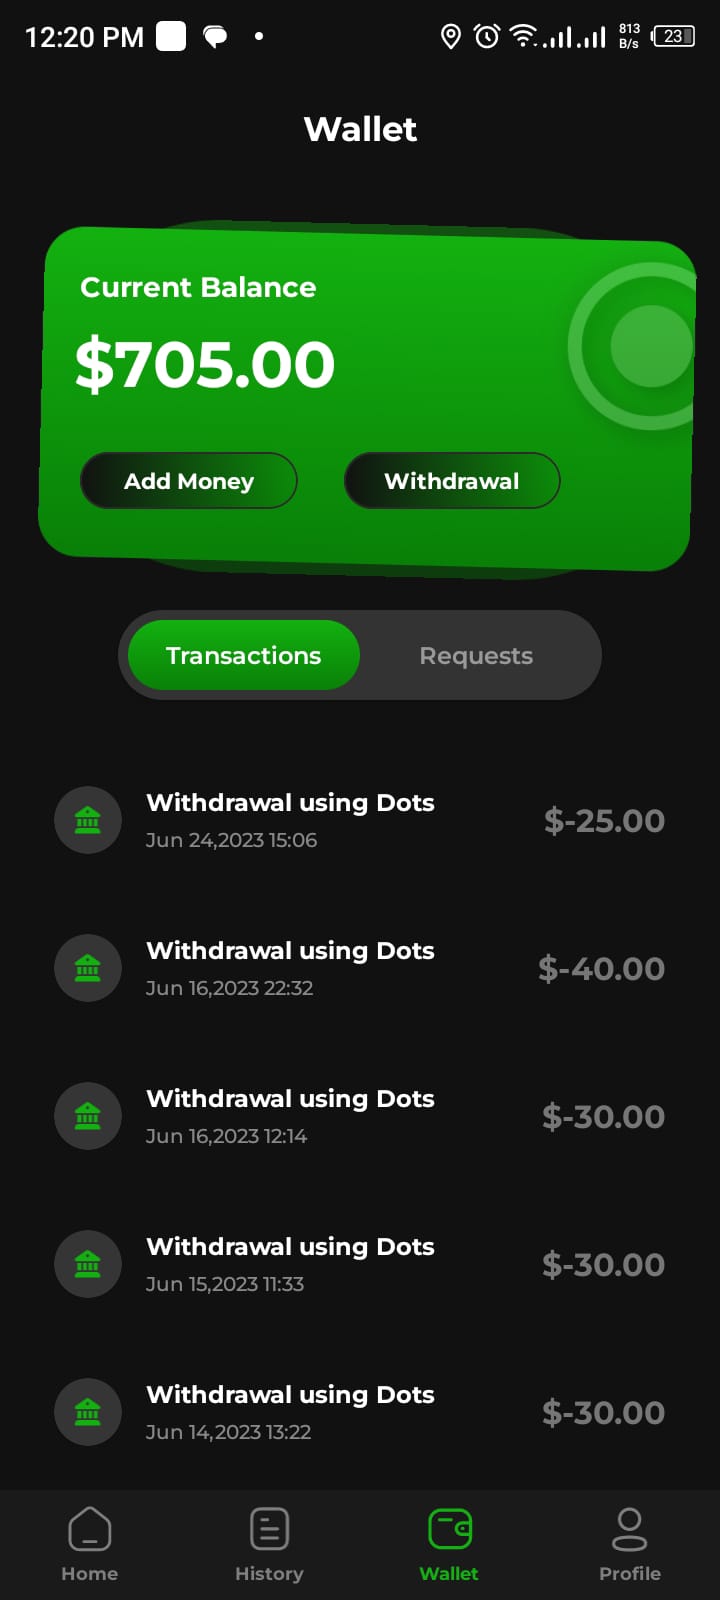 12:20 PM
813
B/s
23
Wallet
Current Balance
$705.00
Add Money
Withdrawal
Transactions
Requests
Withdrawal using Dots
$-25.00
Jun 24,2023 15:06
Withdrawal using Dots
$-40.00
Jun 16,2023 22:32
Withdrawal using Dots
$-30.00
Jun 16,2023 12:14
Withdrawal using Dots
$-30.00
Jun 15,2023 11:33
Withdrawal using Dots
$-30.00
Jun 14,2023 13:22
Home
History
Wallet
Profile